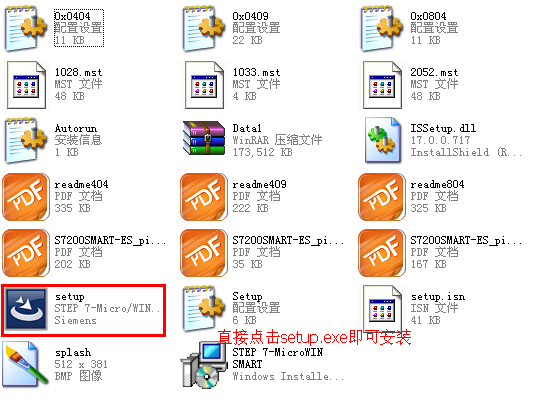 0x0404
配置设置
11 KB
0x0409
配置设置
22 KB
0x0804
配置设置
11 KB
1028.mst
MST 文件
48 KB
1033.mst
MST 文件
4 KB
2052.mst
MST 文件
48 KB
Autorun
安装信息
1 KB
Data1
WinRAR 压缩文件
173,512 KB
ISSetup.dll
17.0.0.717
InstallShield (R...
PDF
readme404
PDF 文档
335 KB
PDF
readme409
PDF 文档
222 KB
PDF
readme804
PDF 文档
325 KB
PDF
S7200SMART-ES_pi...
PDF 文档
202 KB
PDF
S7200SMART-ES_pi...
PDF 文档
35 KB
PDF
S7200SMART-ES_pi...
PDF 文档
167 KB
setup
STEP 7-Micro/WIN...
Siemens
Setup
配置设置
6 KB
setup.isn
ISN 文件
41 KB
直接点击setup.exe即可安装
splash
512 x 381
BMP 图像
STEP 7-MicroWIN
SMART
Windows Installe...